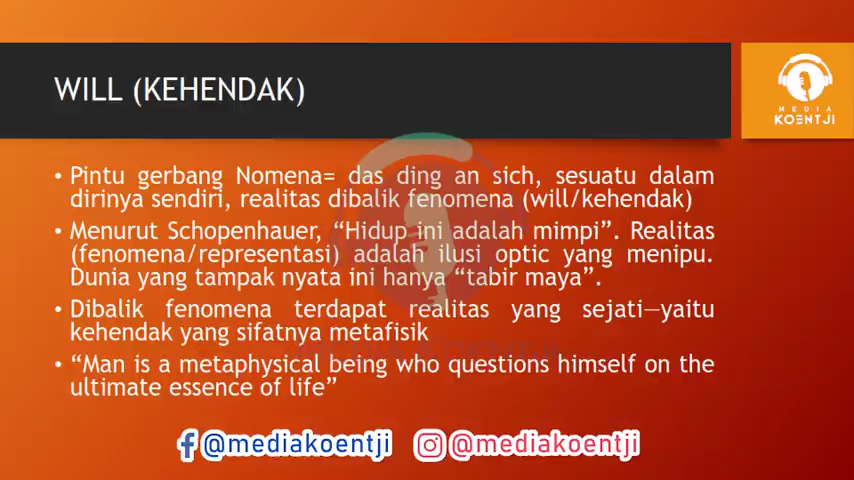 WILL (KEHENDAK)
MEDIA
KOENTJI
• Pintu gerbang Nomena= das ding an sich, sesuatu dalam
dirinya sendiri, realitas dibalik fenomena (will/kehendak)
• Menurut Schopenhauer, “Hidup ini adalah mimpi”. Realitas
(fenomena/representasi) adalah ilusi optic yang menipu.
Dunia yang tampak nyata ini hanya “tabir maya”.
• Dibalik fenomena terdapat realitas yang sejati—yaitu
kehendak yang sifatnya metafisik
• “Man is a metaphysical being who questions himself on the
ultimate essence of life”
@mediakoentji @mediakoentji